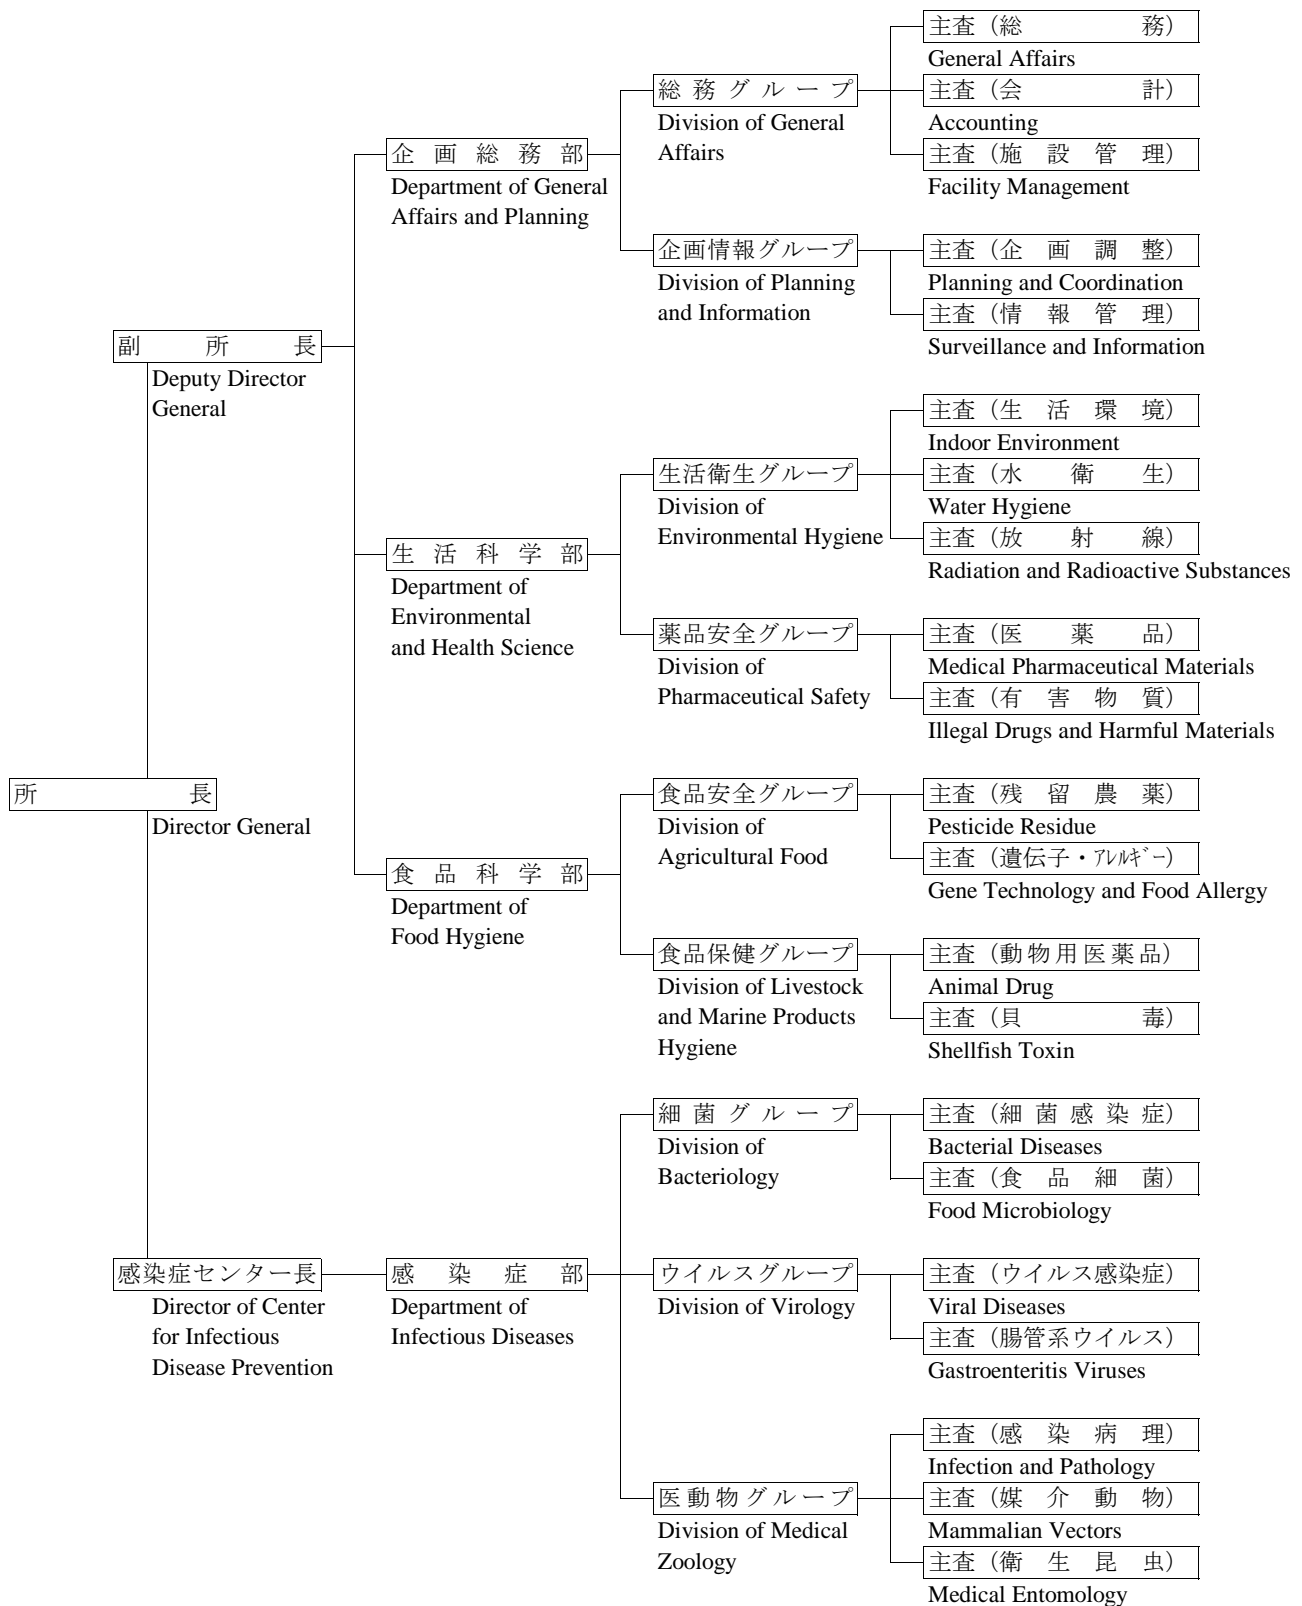 主査（総務）
General Affairs
総務グループ
主査（会計）
Division of General
Affairs
Accounting
企画総務部
主査（施設管理）
Department of General
Affairs and Planning
Facility Management
企画情報グループ
主査（企画調整）
Division of Planning
and Information
Planning and Coordination
主査（情報管理）
Surveillance and Information
副所長
Deputy Director
General
主査（生活環境）
Indoor Environment
生活衛生グループ
主査（水衛生）
Division of
Environmental Hygiene
Water Hygiene
主査（放射線）
Radiation and Radioactive Substances
生活科学部
Department of
Environmental
and Health Science
薬品安全グループ
主査（医薬品）
Division of
Pharmaceutical Safety
Medical Pharmaceutical Materials
主査（有害物質）
Illegal Drugs and Harmful Materials
所長
Director General
食品安全グループ
主査（残留農薬）
Division of
Agricultural Food
Pesticide Residue
主査（遺伝子・ｱﾚﾙｷﾞｰ）
Gene Technology and Food Allergy
食品科学部
Department of
Food Hygiene
食品保健グループ
主査（動物用医薬品）
Division of Livestock
and Marine Products
Hygiene
Animal Drug
主査（貝毒）
Shellfish Toxin
細菌グループ
主査（細菌感染症）
Division of
Bacteriology
Bacterial Diseases
主査（食品細菌）
Food Microbiology
感染症センター長
Director of Center
for Infectious
Disease Prevention
感染症部
Department of
Infectious Diseases
ウイルスグループ
Division of Virology
主査（ウイルス感染症）
Viral Diseases
主査（腸管系ウイルス）
Gastroenteritis Viruses
主査（感染病理）
Infection and Pathology
医動物グループ
Division of Medical
Zoology
主査（媒介動物）
Mammalian Vectors
主査（衛生昆虫）
Medical Entomology